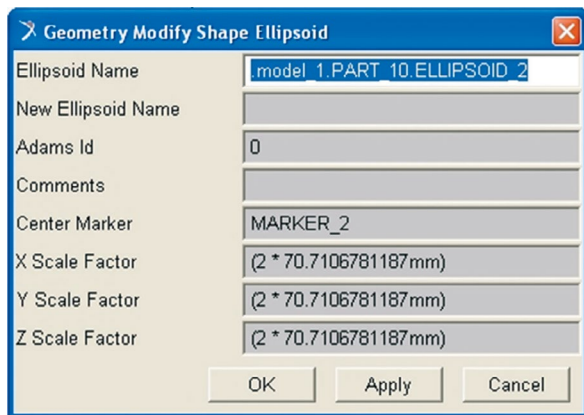 Geometry Modify Shape Ellipsoid
Ellipsoid Name .model_1.PART_10.ELLIPSOID_2
New Ellipsoid Name
Adams Id 0
Comments
Center Marker MARKER_2
X Scale Factor (2 * 70.7106781187mm)
Y Scale Factor (2 * 70.7106781187mm)
Z Scale Factor (2 * 70.7106781187mm)
OK Apply Cancel